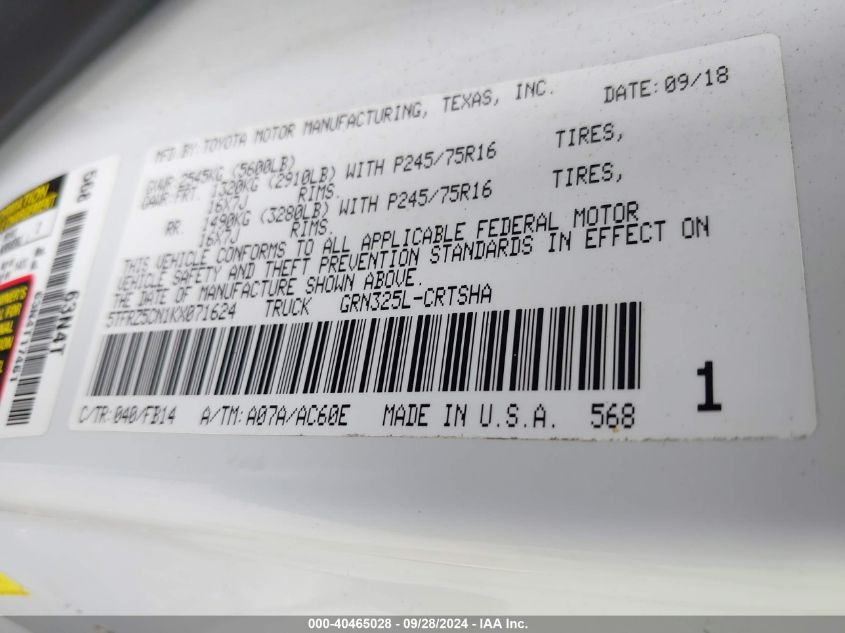 MFD.BY:TOYOTA MOTOR MANUFACTURING, TEXAS, INC. DATE:09/18
GVWR 2545KG (5600LB)
GAWR:FRT. 1320KG (2910LB) WITH P245/75R16 TIRES,
16X7J RIMS.
RR. 1490KG (3280LB) WITH P245/75R16 TIRES,
16X7J RIMS.
THIS VEHICLE CONFORMS TO ALL APPLICABLE FEDERAL MOTOR
VEHICLE SAFETY AND THEFT PREVENTION STANDARDS IN EFFECT ON
THE DATE OF MANUFACTURE SHOWN ABOVE.
5TFRZ5CN1KX071624 TRUCK GRN325L-CRTSHA
C/TR:040/FB14 A/TM:A07A/AC60E MADE IN U.S.A. 568
1
568
63N4T
000-40465028 - 09/28/2024 - IAA Inc.